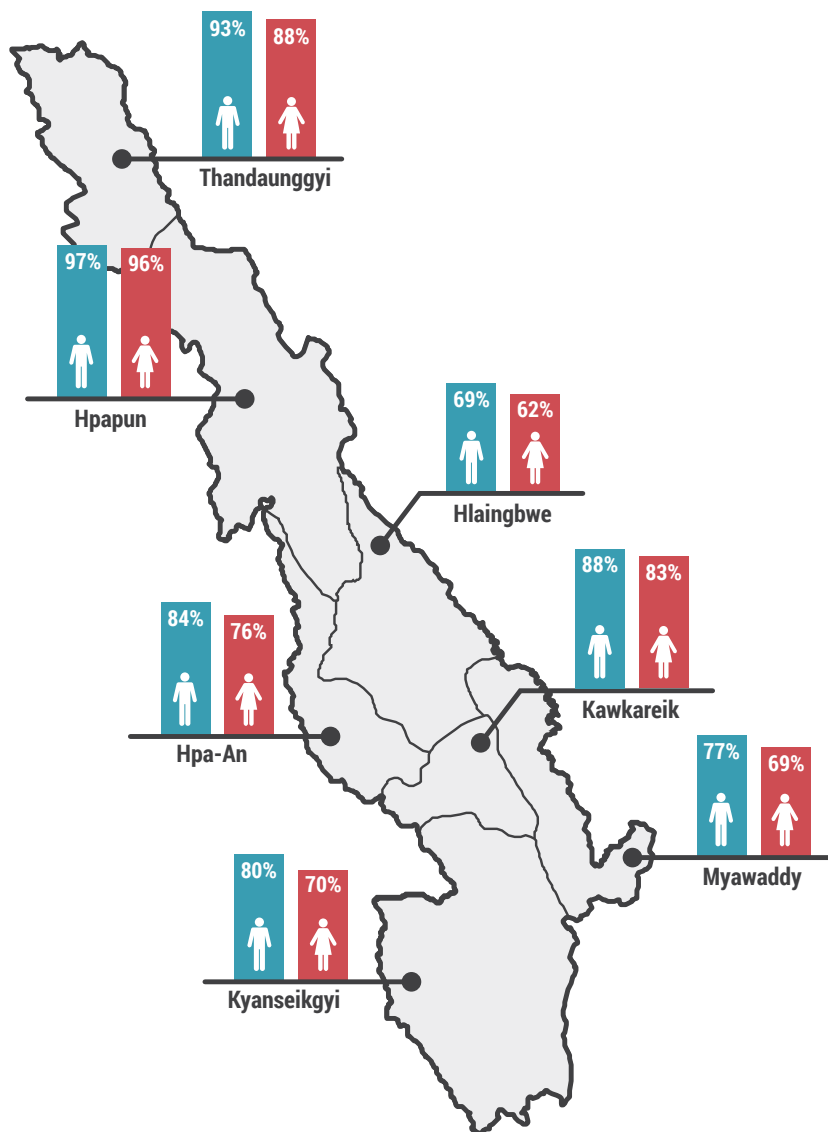 93%
88%
Thandaunggyi
97%
96%
Hpapun
69%
62%
Hlaingbwe
88%
83%
Kawkareik
84%
76%
Hpa-An
77%
69%
Myawaddy
80%
70%
Kyanseikgyi